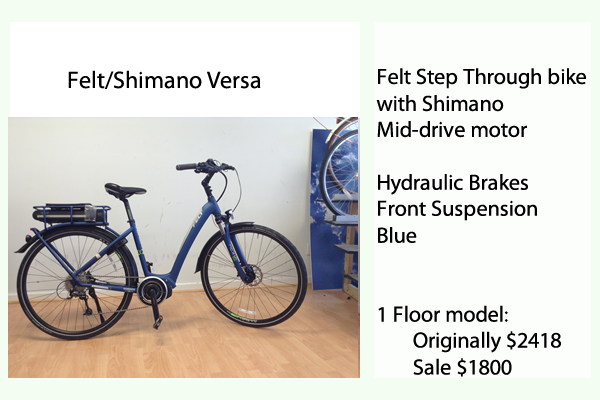 Felt/Shimano Versa
Felt Step Through bike
with Shimano
Mid-drive motor
Hydraulic Brakes
Front Suspension
Blue
1 Floor model:
Originally $2418
Sale $1800